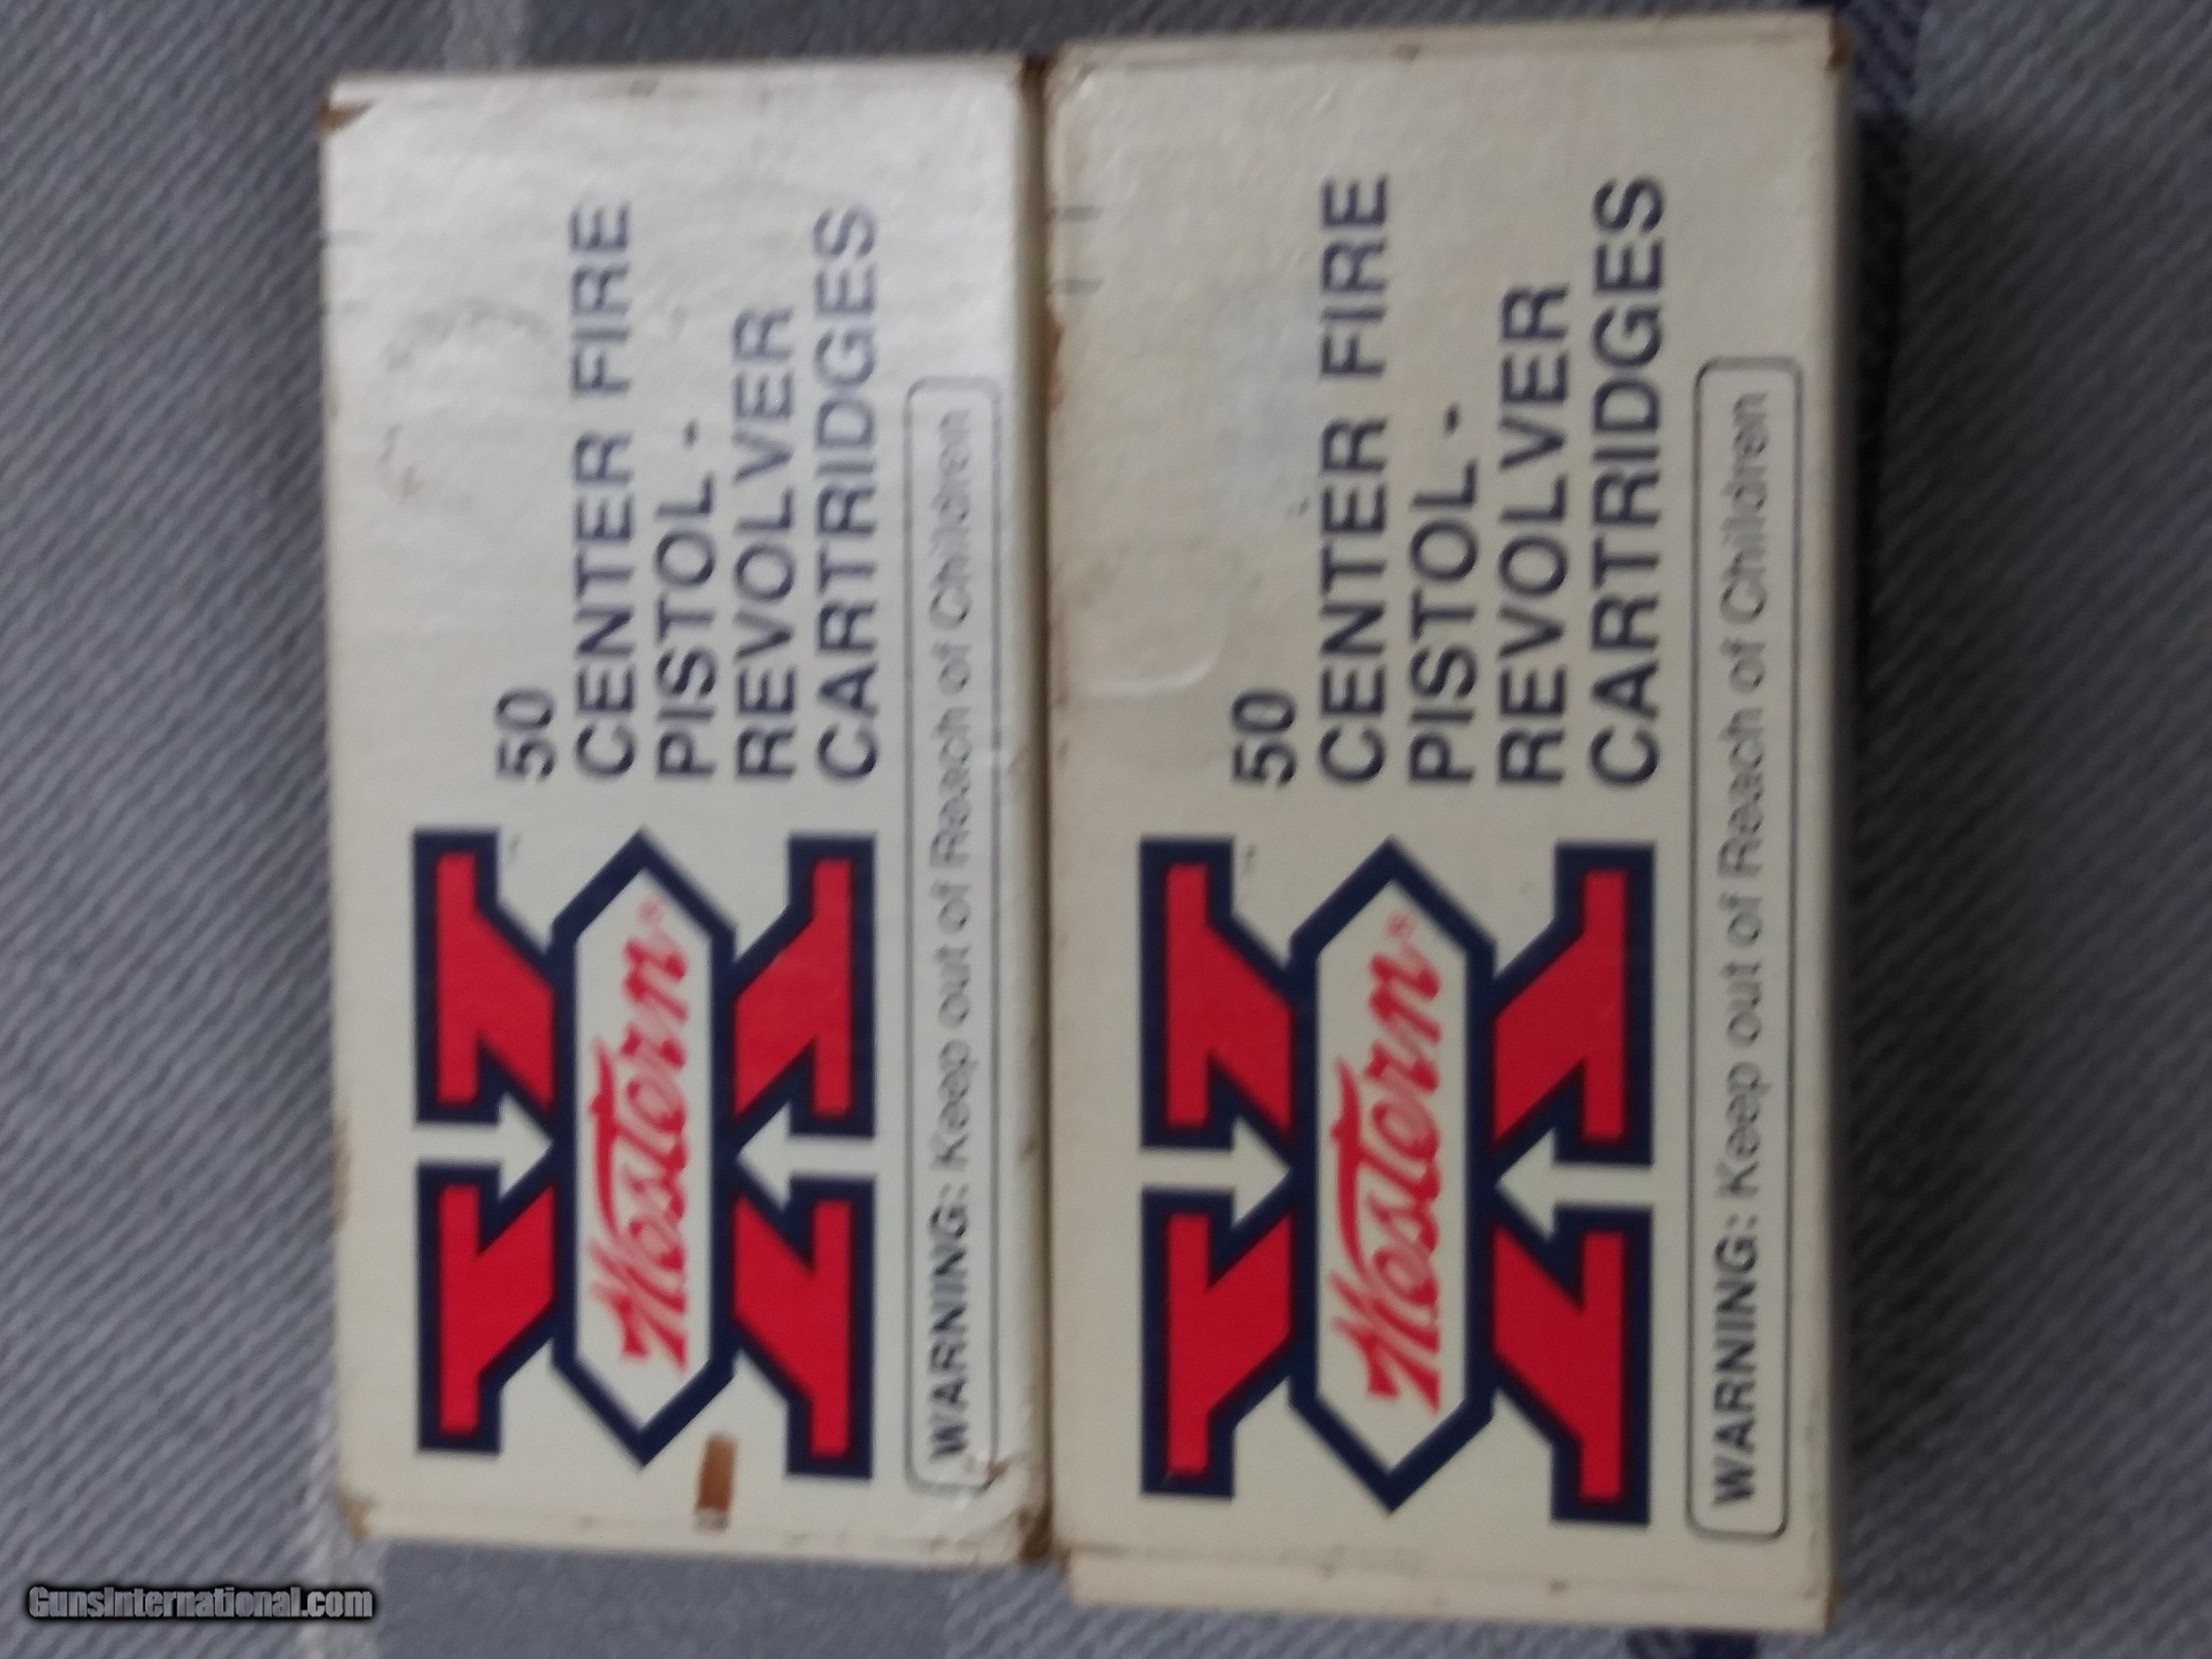 Western®
50
CENTER FIRE
PISTOL -
REVOLVER
CARTRIDGES
WARNING: Keep out of Reach of Children
Western®
50
CENTER FIRE
PISTOL -
REVOLVER
CARTRIDGES
WARNING: Keep out of Reach of Children
GunsInternational.com